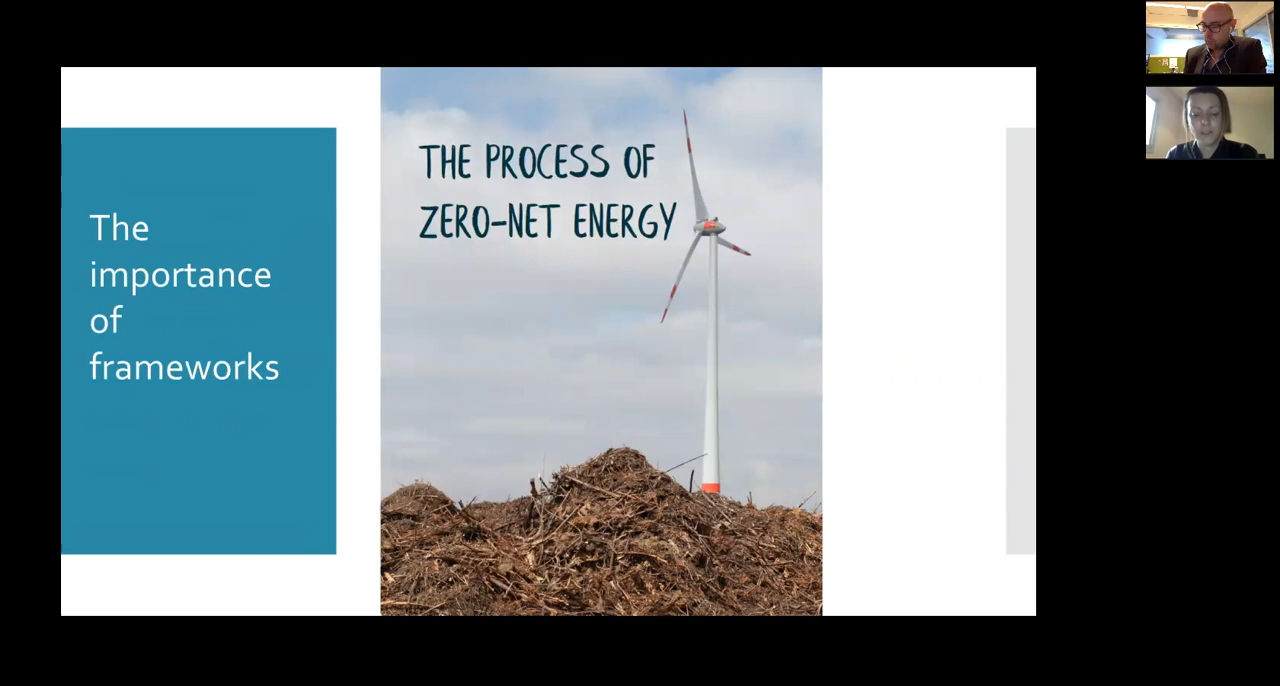 The
importance
of
frameworks
THE PROCESS OF
ZERO-NET ENERGY